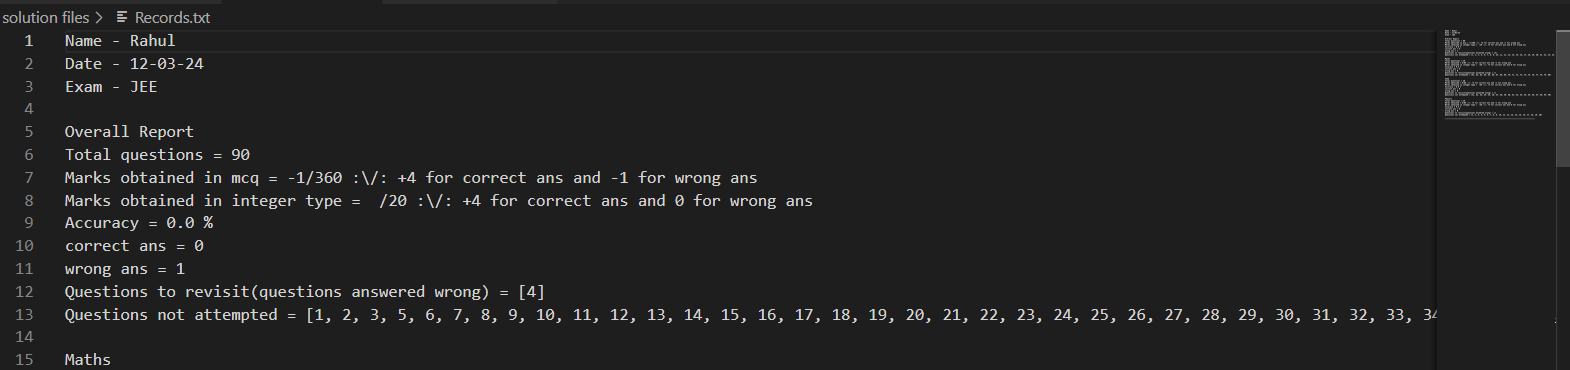 solution files > Records.txt
1 Name - Rahul
2 Date - 12-03-24
3 Exam - JEE
4
5 Overall Report
6 Total questions = 90
7 Marks obtained in mcq = -1/360 :\/: +4 for correct ans and -1 for wrong ans
8 Marks obtained in integer type =  /20 :\/: +4 for correct ans and 0 for wrong ans
9 Accuracy = 0.0 %
10 correct ans = 0
11 wrong ans = 1
12 Questions to revisit(questions answered wrong) = [4]
13 Questions not attempted = [1, 2, 3, 5, 6, 7, 8, 9, 10, 11, 12, 13, 14, 15, 16, 17, 18, 19, 20, 21, 22, 23, 24, 25, 26, 27, 28, 29, 30, 31, 32, 33, 34
14
15 Maths